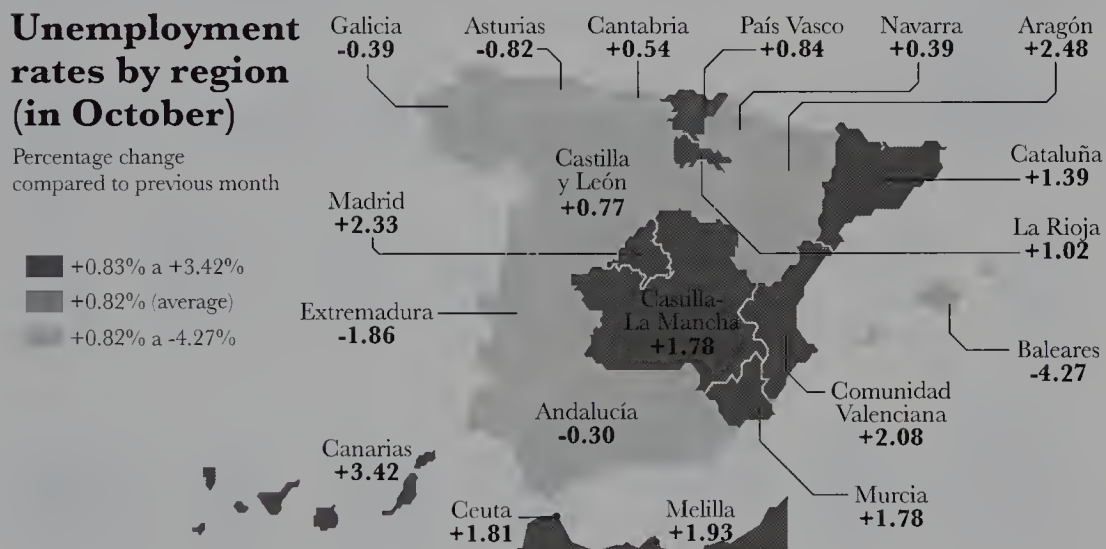 Unemployment
rates by region
(in October)
Percentage change
compared to previous month
+0.83% a +3.42%
+0.82% (average)
+0.82% a -4.27%
Galicia
-0.39
Asturias
-0.82
Cantabria
+0.54
País Vasco
+0.84
Navarra
+0.39
Aragón
+2.48
Castilla
y León
+0.77
Cataluña
+1.39
Madrid
+2.33
La Rioja
+1.02
Extremadura
-1.86
Castilla-
La Mancha
+1.78
Baleares
-4.27
Comunidad
Valenciana
+2.08
Andalucía
-0.30
Canarias
+3.42
Murcia
+1.78
Ceuta
+1.81
Melilla
+1.93